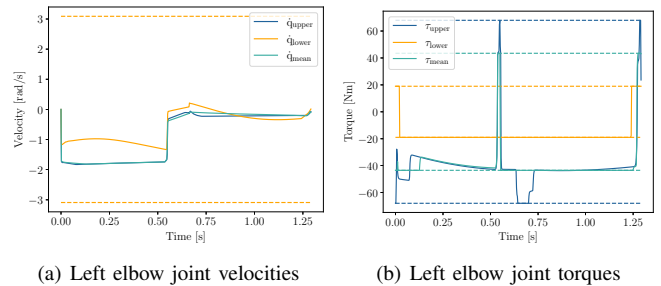 3
2
1
0
−1
−2
−3
Velocity [rad/s]
q̇upper
q̇lower
q̇mean
0.00 0.25 0.50 0.75 1.00 1.25
Time [s]
(a) Left elbow joint velocities
60
40
20
0
−20
−40
−60
Torque [Nm]
τupper
τlower
τmean
0.00 0.25 0.50 0.75 1.00 1.25
Time [s]
(b) Left elbow joint torques